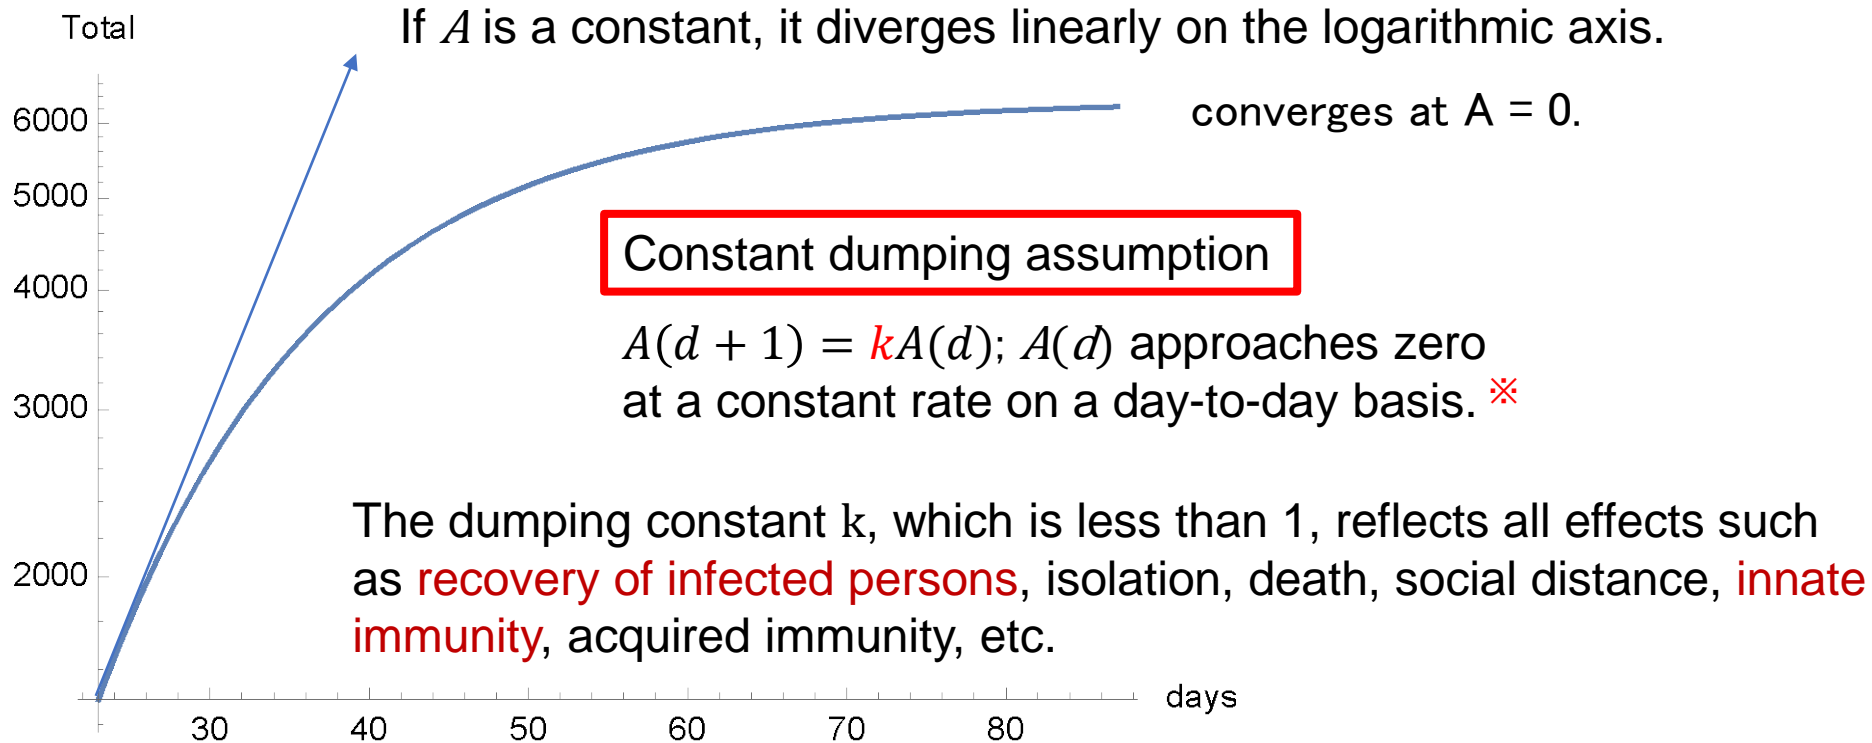 Total
If A is a constant, it diverges linearly on the logarithmic axis.
6000
converges at A = 0.
5000
Constant dumping assumption
4000
A(d + 1) = kA(d); A(d) approaches zero
at a constant rate on a day-to-day basis. ※
3000
The dumping constant k, which is less than 1, reflects all effects such
2000
as recovery of infected persons, isolation, death, social distance, innate
immunity, acquired immunity, etc.
days
30 40 50 60 70 80